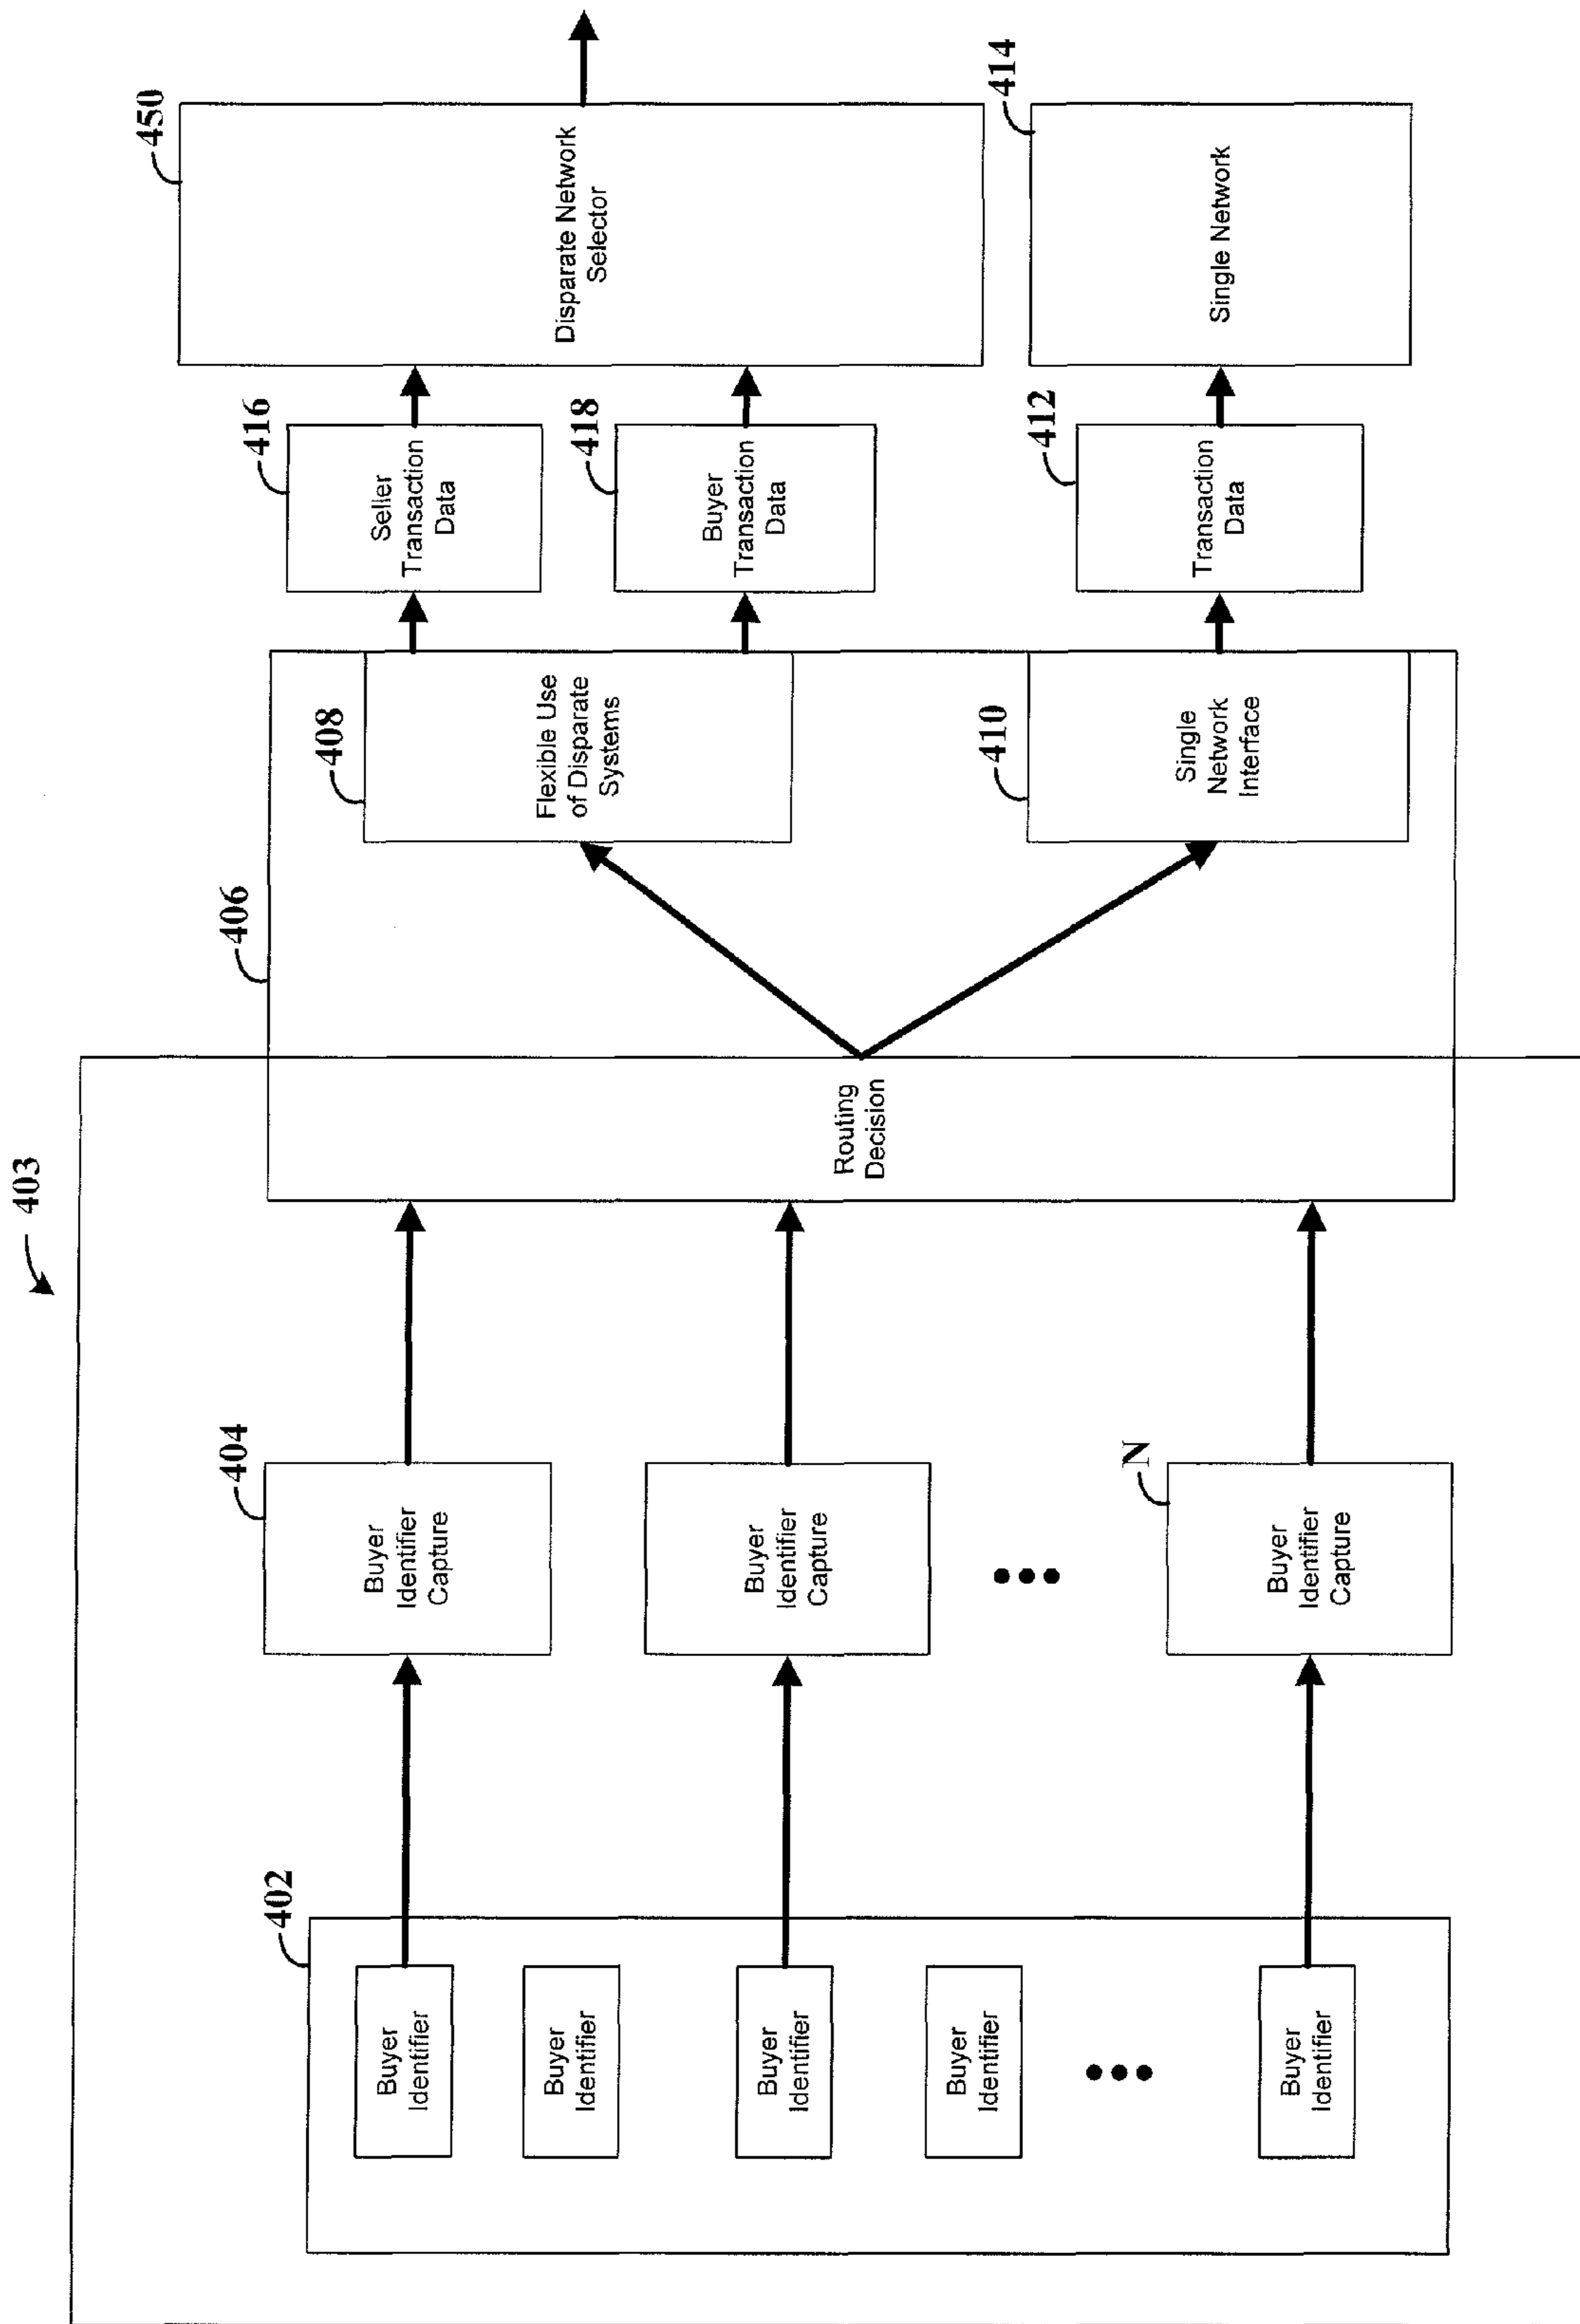 403
402
Buyer
Identifier
Buyer
Identifier
Buyer
Identifier
Buyer
Identifier
Buyer
Identifier
404
Buyer
Identifier
Capture
Buyer
Identifier
Capture
N
Buyer
Identifier
Capture
406
Routing
Decision
408
Flexible Use
of Disparate
Systems
410
Single
Network
Interface
416
Seller
Transaction
Data
418
Buyer
Transaction
Data
412
Transaction
Data
450
Disparate Network
Selector
414
Single Network